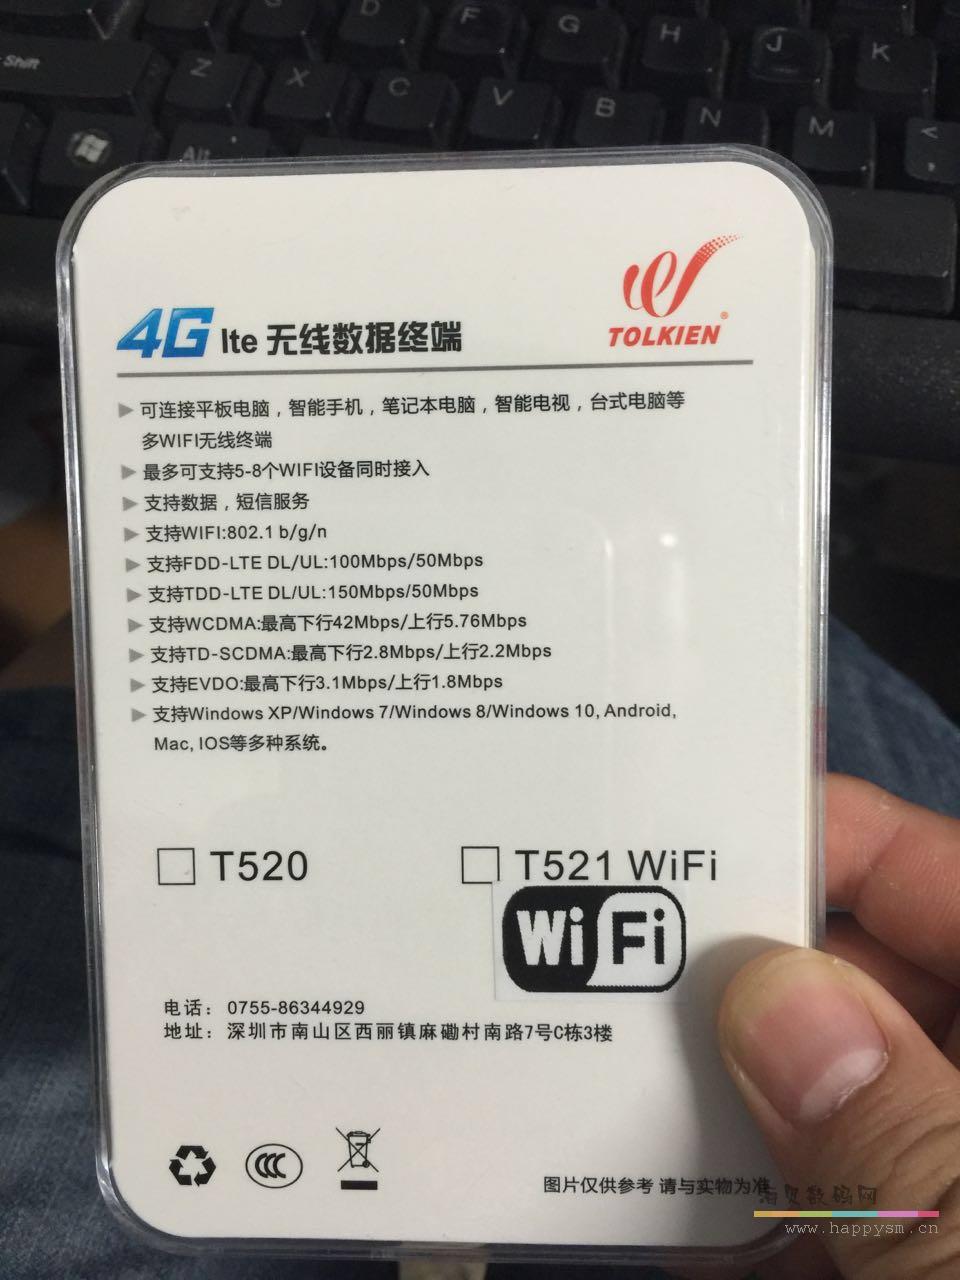 D
F
G
H
J
K
Shift
Z
X
C
V
B
N
M
<
,
Alt
TOLKIEN®
4G lte 无线数据终端
▶ 可连接平板电脑，智能手机，笔记本电脑，智能电视，台式电脑等
多WIFI无线终端
▶ 最多可支持5-8个WIFI设备同时接入
▶ 支持数据，短信服务
▶ 支持WIFI:802.1 b/g/n
▶ 支持FDD-LTE DL/UL:100Mbps/50Mbps
▶ 支持TDD-LTE DL/UL:150Mbps/50Mbps
▶ 支持WCDMA:最高下行42Mbps/上行5.76Mbps
▶ 支持TD-SCDMA:最高下行2.8Mbps/上行2.2Mbps
▶ 支持EVDO:最高下行3.1Mbps/上行1.8Mbps
▶ 支持Windows XP/Windows 7/Windows 8/Windows 10, Android,
Mac, IOS等多种系统。
□ T520 □ T521 WiFi
WiFi
电话： 0755-86344929
地址：深圳市南山区西丽镇麻磡村南路7号C栋3楼
CCC
图片仅供参考 请与实物为准
海贝数码网
www.happysm.cn